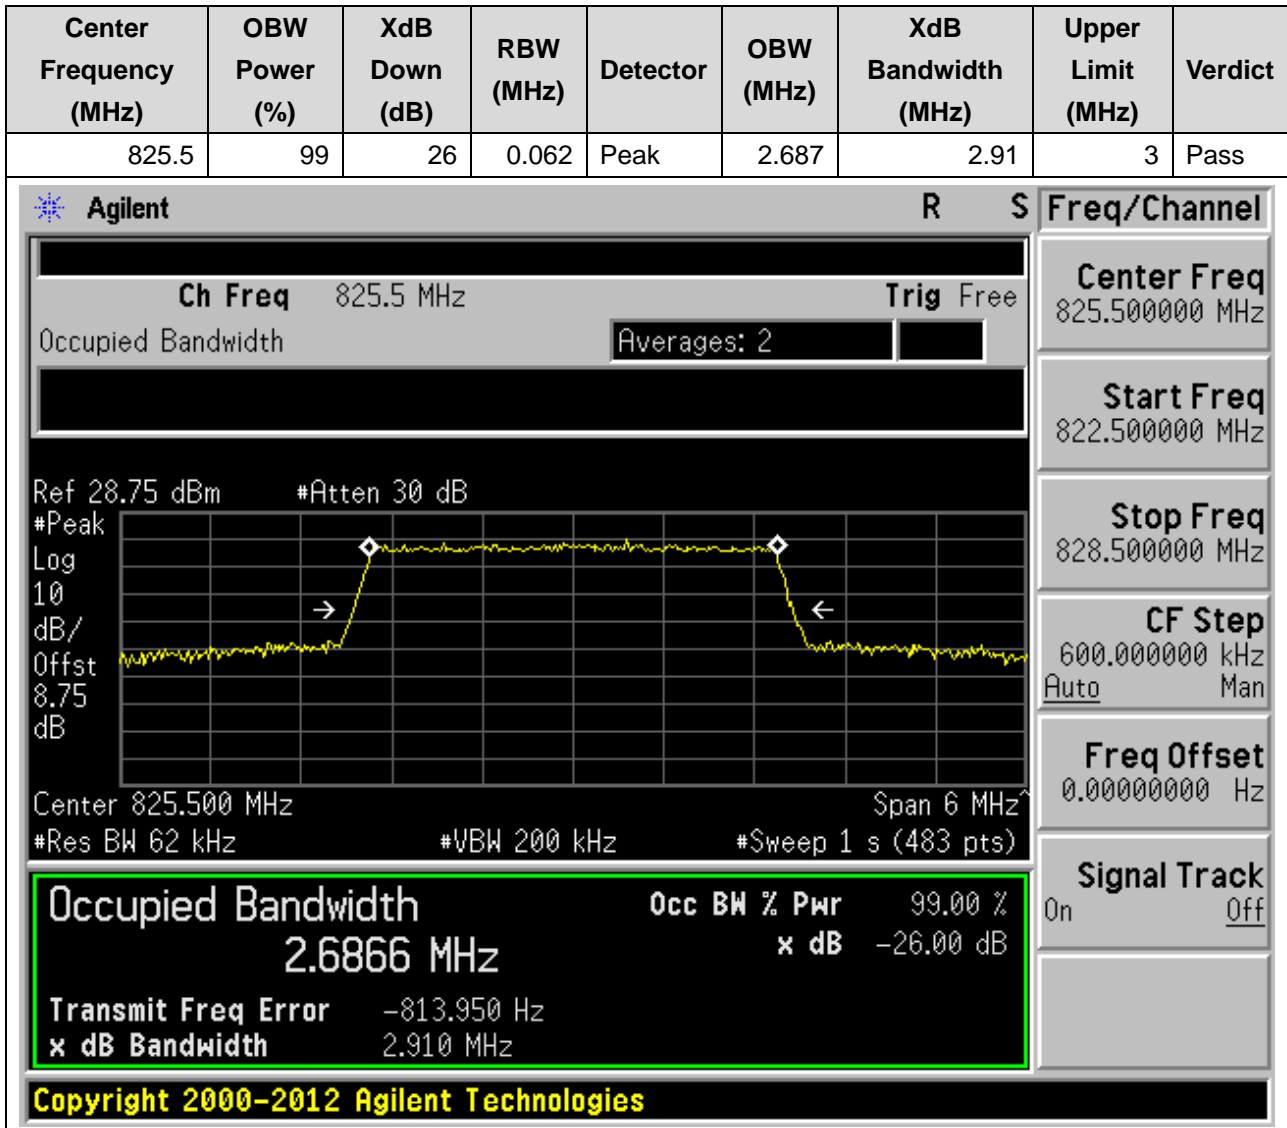 Center Frequency (MHz) OBW Power (%) XdB Down (dB) RBW (MHz) Detector OBW (MHz) XdB Bandwidth (MHz) Upper Limit (MHz) Verdict
825.5 99 26 0.062 Peak 2.687 2.91 3 Pass
Agilent R S Freq/Channel
Ch Freq 825.5 MHz Trig Free
Occupied Bandwidth Averages: 2
Center Freq
825.500000 MHz
Start Freq
822.500000 MHz
Stop Freq
828.500000 MHz
CF Step
600.000000 kHz
Auto Man
Freq Offset
0.00000000 Hz
Signal Track
On Off
Ref 28.75 dBm #Atten 30 dB
#Peak
Log
10
dB/
Offst
8.75
dB
Center 825.500 MHz Span 6 MHz^
#Res BW 62 kHz #VBW 200 kHz #Sweep 1 s (483 pts)
Occupied Bandwidth Occ BW % Pwr 99.00 %
2.6866 MHz x dB -26.00 dB
Transmit Freq Error -813.950 Hz
x dB Bandwidth 2.910 MHz
Copyright 2000-2012 Agilent Technologies